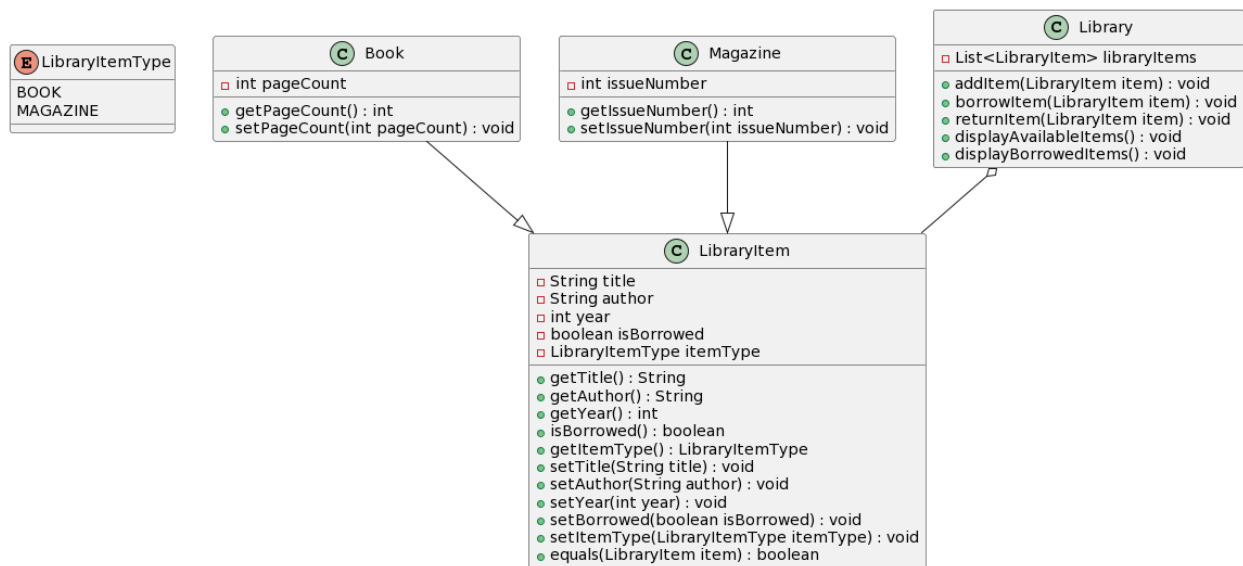 E LibraryItemType
BOOK
MAGAZINE
C Book
int pageCount
getPageCount() : int
setPageCount(int pageCount) : void
C Magazine
int issueNumber
getIssueNumber() : int
setIssueNumber(int issueNumber) : void
C Library
List<LibraryItem> libraryItems
addItem(LibraryItem item) : void
borrowItem(LibraryItem item) : void
returnItem(LibraryItem item) : void
displayAvailableItems() : void
displayBorrowedItems() : void
C LibraryItem
String title
String author
int year
boolean isBorrowed
LibraryItemType itemType
getTitle() : String
getAuthor() : String
getYear() : int
isBorrowed() : boolean
getItemType() : LibraryItemType
setTitle(String title) : void
setAuthor(String author) : void
setYear(int year) : void
setBorrowed(boolean isBorrowed) : void
setItemType(LibraryItemType itemType) : void
equals(LibraryItem item) : boolean